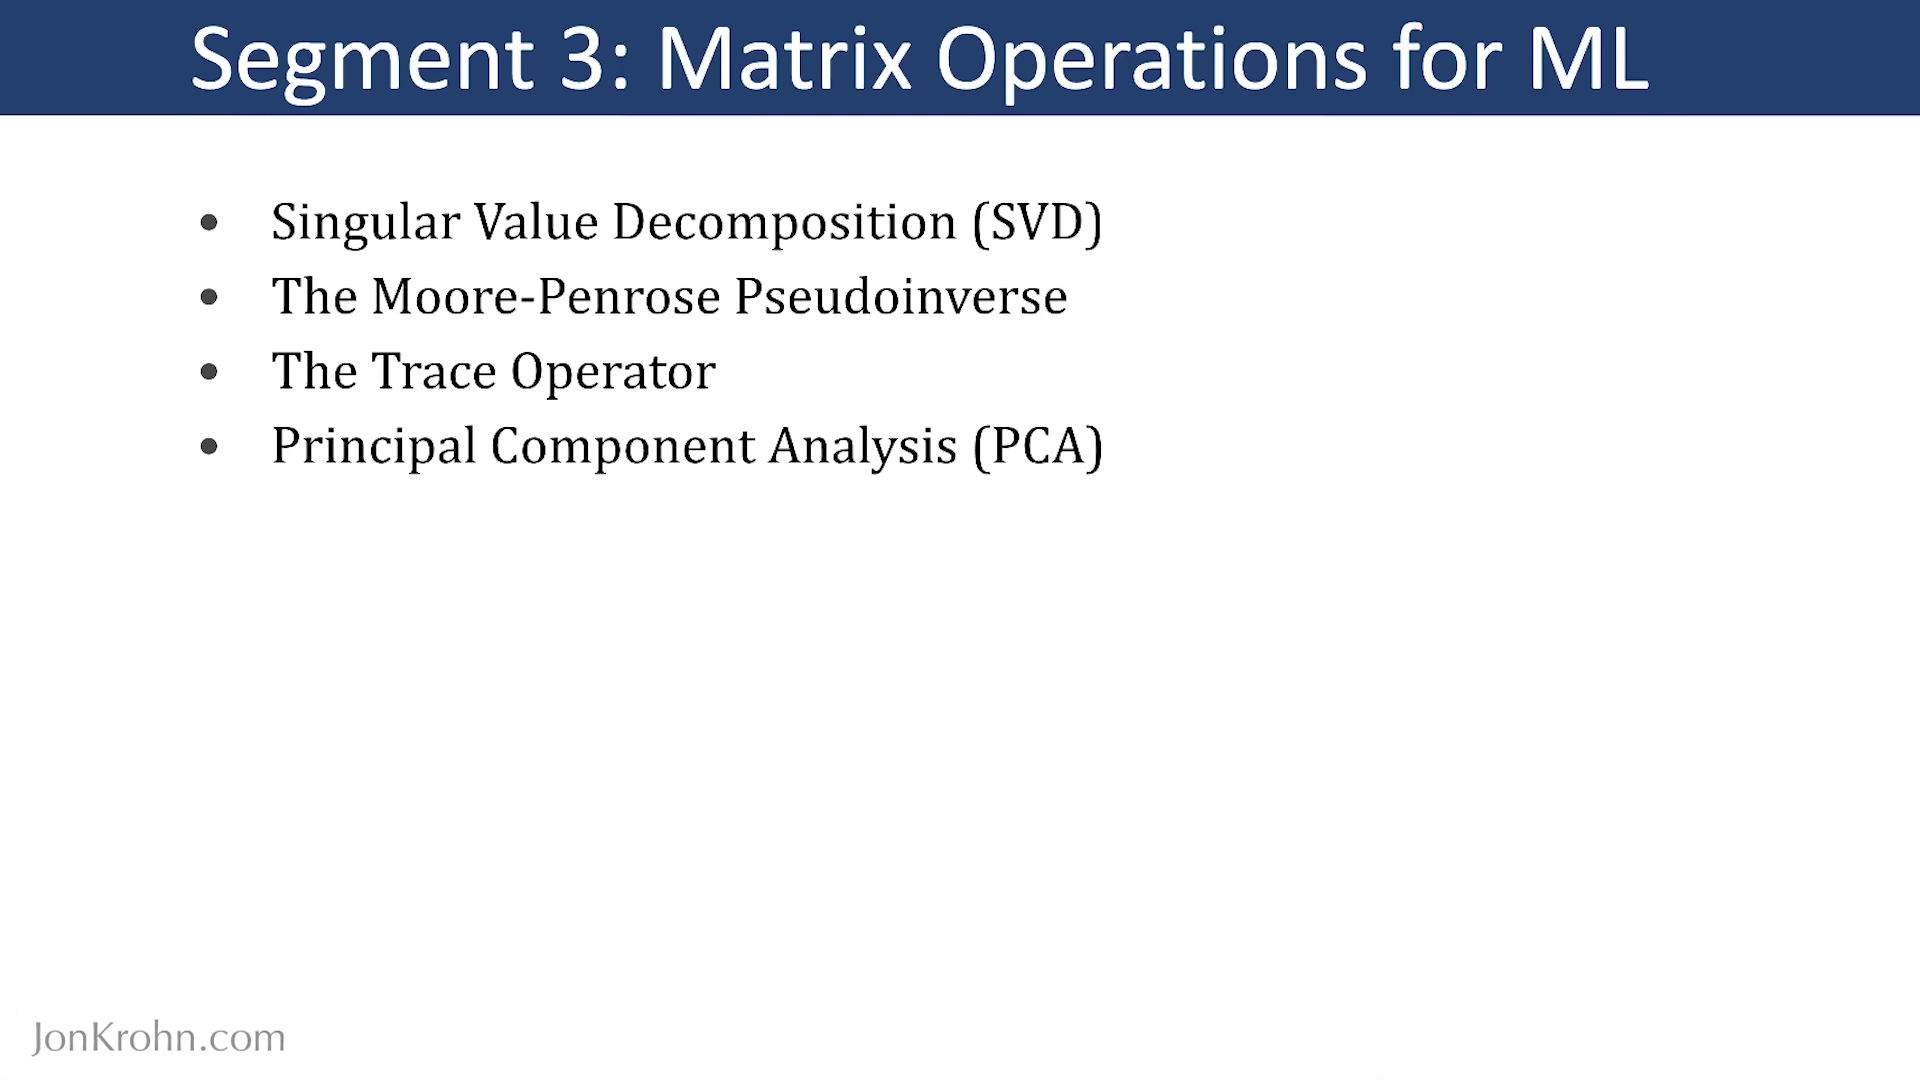 Segment 3: Matrix Operations for ML
• Singular Value Decomposition (SVD)
• The Moore-Penrose Pseudoinverse
• The Trace Operator
• Principal Component Analysis (PCA)
JonKrohn.com